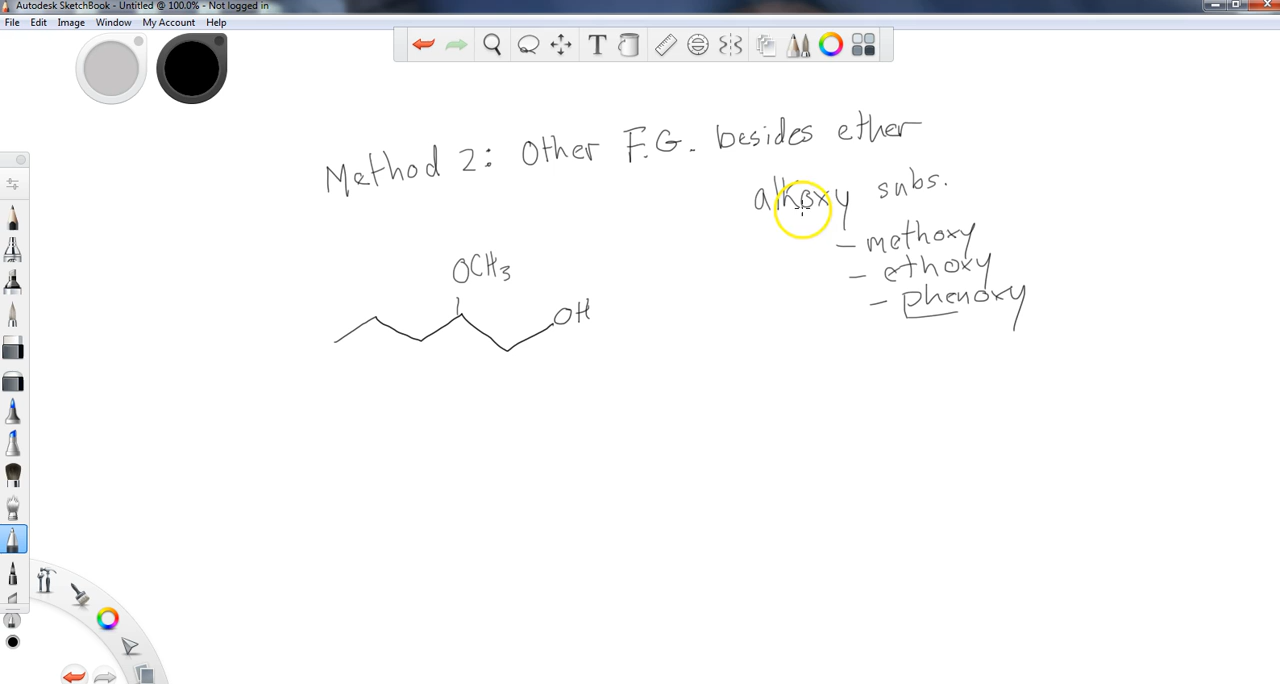 Autodesk SketchBook - Untitled @ 100.0% - Not logged in
File Edit Image Window My Account Help
T
Method 2: Other F.G. besides ether
alkoxy subs.
- methoxy
- ethoxy
- phenoxy
OCH3
OH